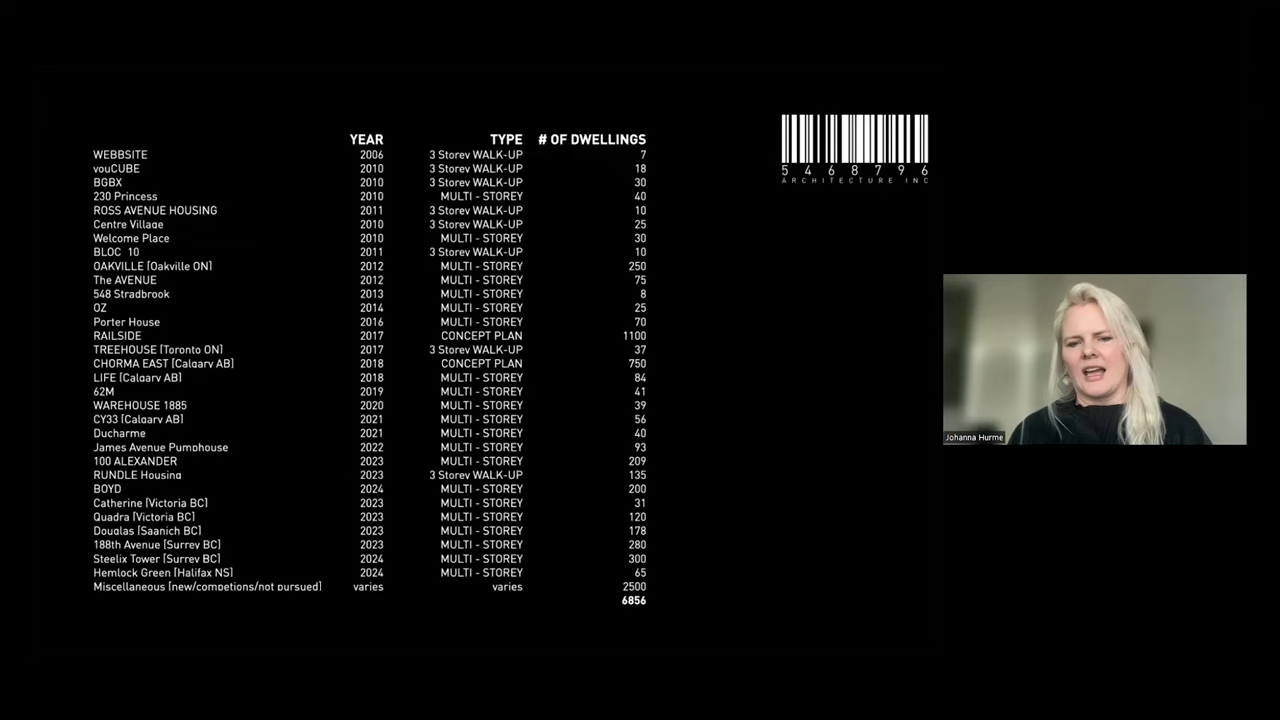 YEAR TYPE # OF DWELLINGS
WEBBSITE 2006 3 Storey WALK-UP 7
youCUBE 2010 3 Storey WALK-UP 18
BGBX 2010 3 Storey WALK-UP 30
230 Princess 2010 MULTI - STOREY 40
ROSS AVENUE HOUSING 2011 3 Storey WALK-UP 10
Centre Village 2010 3 Storey WALK-UP 25
Welcome Place 2010 MULTI - STOREY 30
BLOC_10 2011 3 Storey WALK-UP 10
OAKVILLE [Oakville ON] 2012 MULTI - STOREY 250
The AVENUE 2012 MULTI - STOREY 75
548 Stradbrook 2013 MULTI - STOREY 8
OZ 2014 MULTI - STOREY 25
Porter House 2016 MULTI - STOREY 70
RAILSIDE 2017 CONCEPT PLAN 1100
TREEHOUSE [Toronto ON] 2017 3 Storey WALK-UP 37
CHORMA EAST [Calgary AB] 2018 CONCEPT PLAN 750
LIFE [Calgary AB] 2018 MULTI - STOREY 84
62M 2019 MULTI - STOREY 41
WAREHOUSE 1885 2020 MULTI - STOREY 39
CY33 [Calgary AB] 2021 MULTI - STOREY 56
Ducharme 2021 MULTI - STOREY 40
James Avenue Pumphouse 2022 MULTI - STOREY 93
100 ALEXANDER 2023 MULTI - STOREY 209
RUNDLE Housing 2023 3 Storey WALK-UP 135
BOYD 2024 MULTI - STOREY 200
Catherine [Victoria BC] 2023 MULTI - STOREY 31
Quadra [Victoria BC] 2023 MULTI - STOREY 120
Douglas [Saanich BC] 2023 MULTI - STOREY 178
188th Avenue [Surrey BC] 2023 MULTI - STOREY 280
Steelix Tower [Surrey BC] 2024 MULTI - STOREY 300
Hemlock Green [Halifax NS] 2024 MULTI - STOREY 65
Miscellaneous [new/competions/not pursued] varies varies 2500
6856
5468796
ARCHITECTURE INC
Johanna Hurme